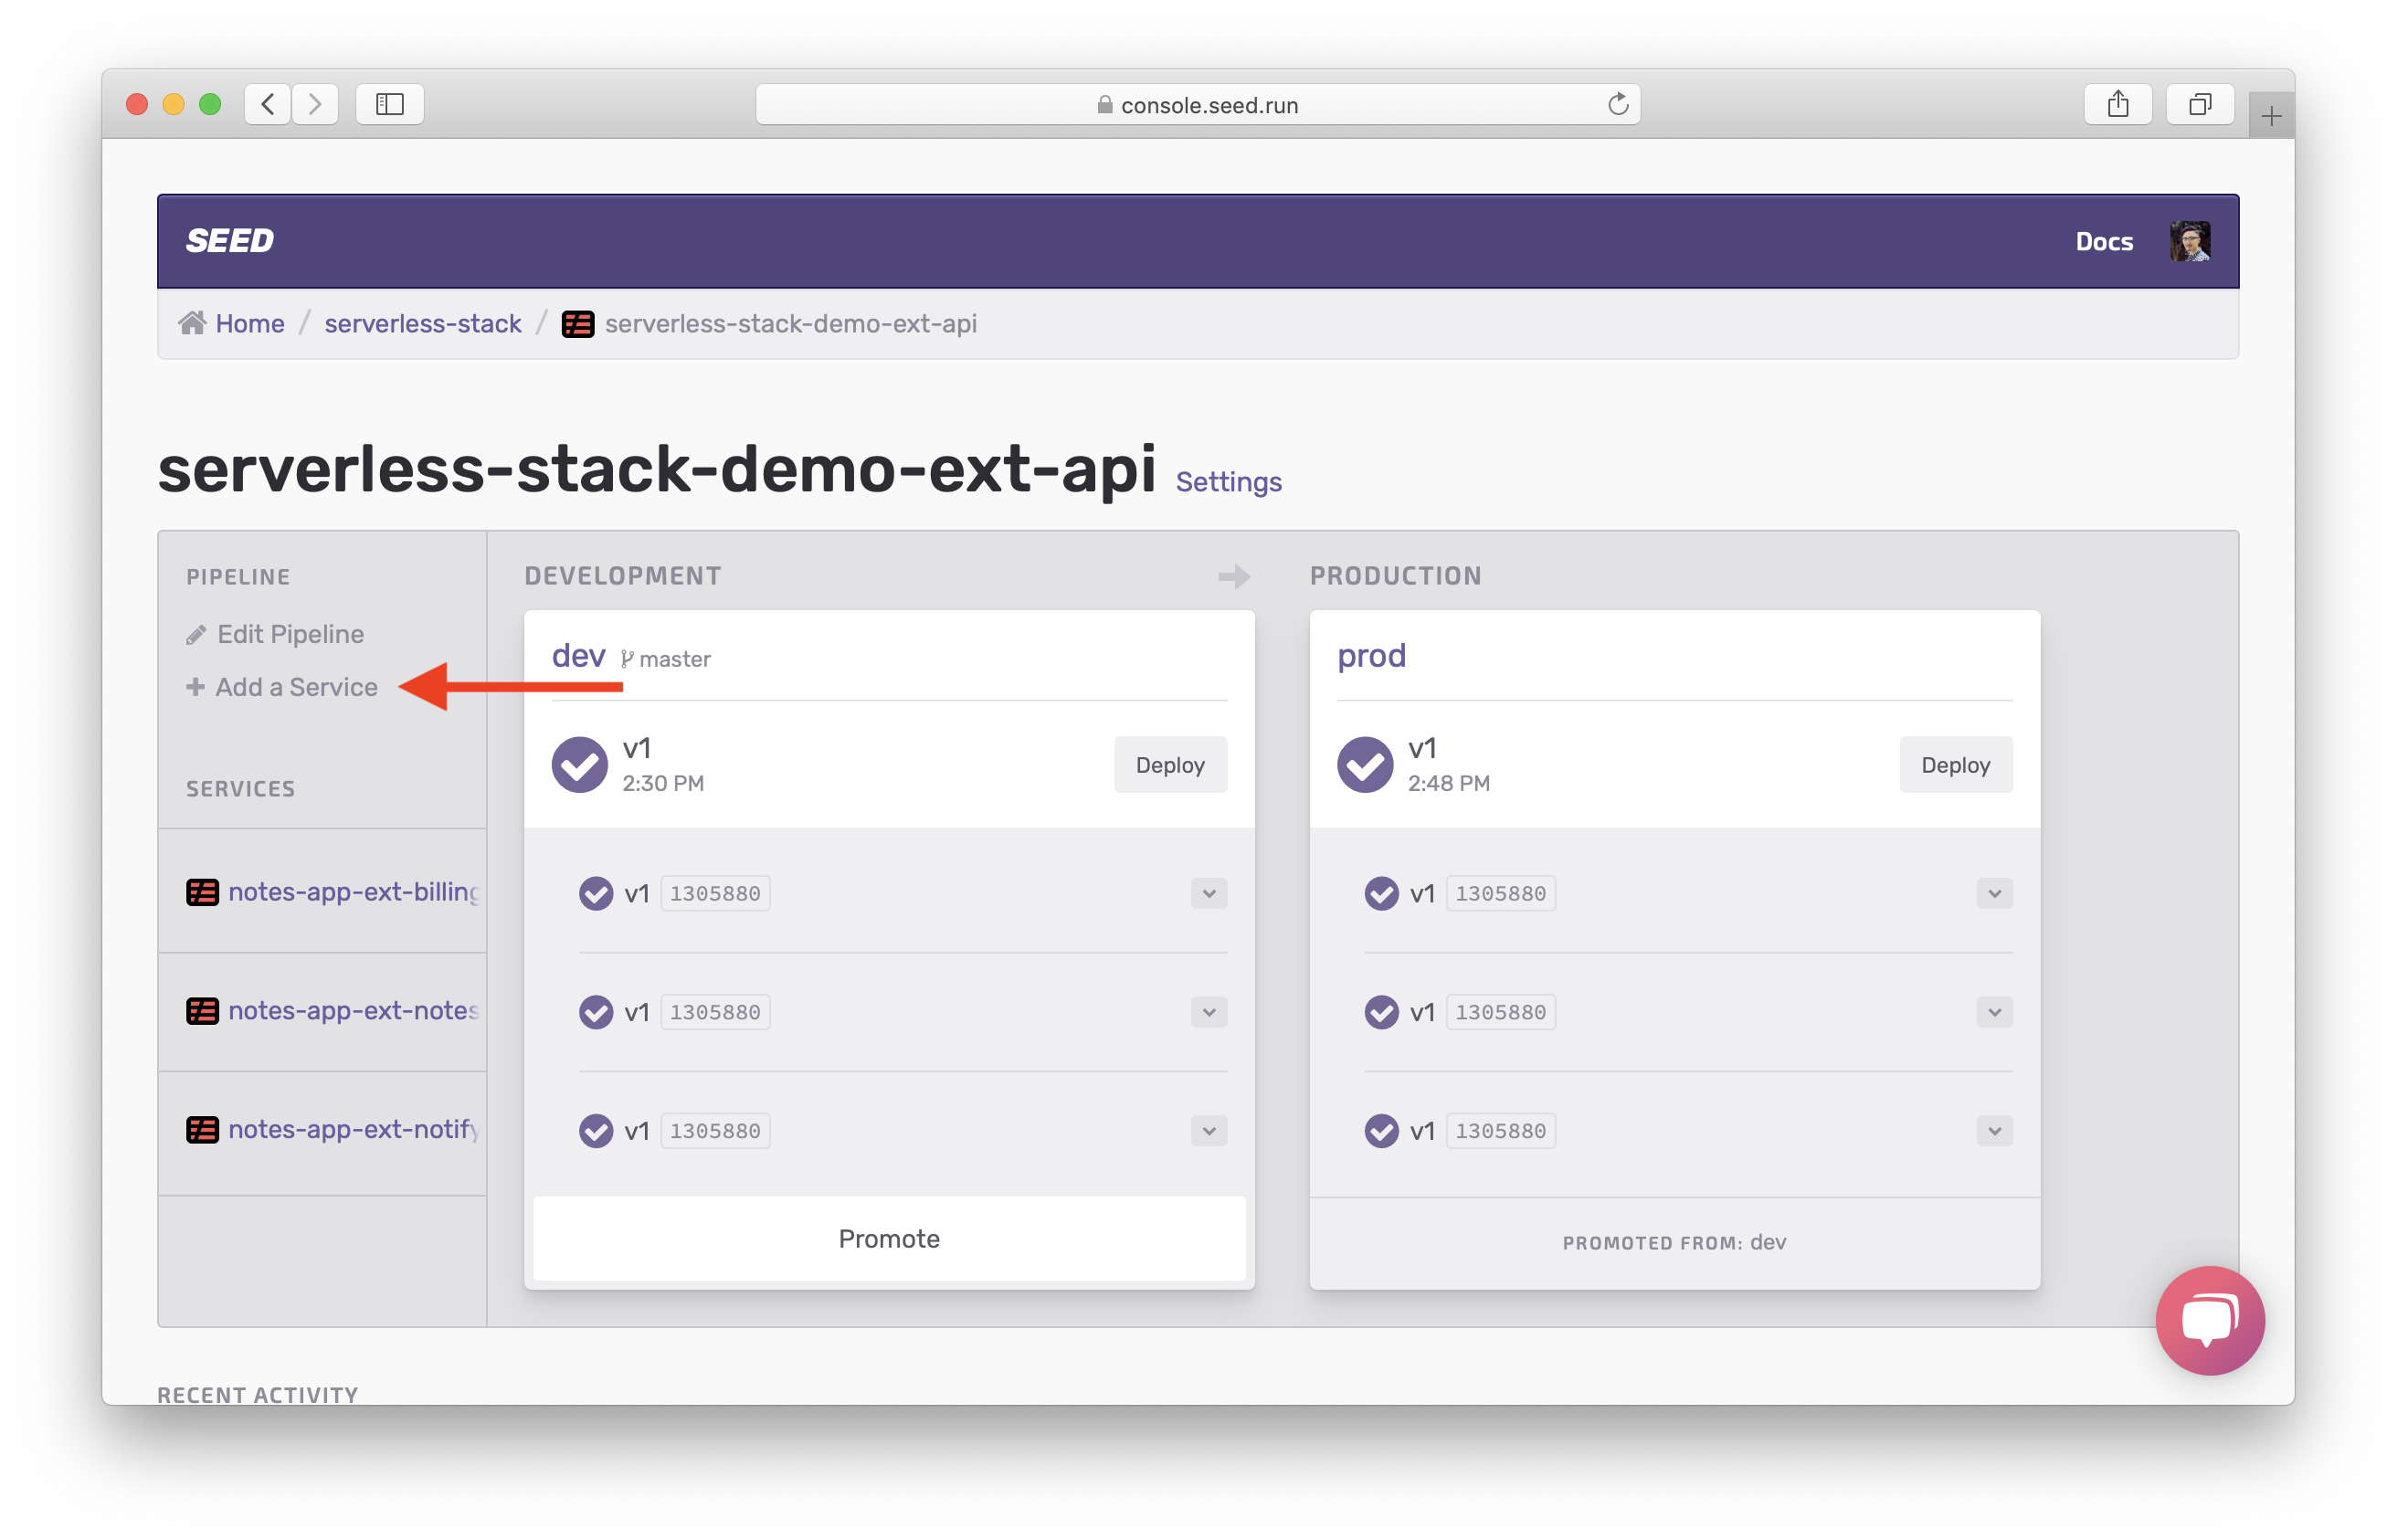 console.seed.run
SEED
Docs
Home / serverless-stack / serverless-stack-demo-ext-api
serverless-stack-demo-ext-api Settings
PIPELINE
Edit Pipeline
Add a Service
SERVICES
notes-app-ext-billing
notes-app-ext-notes
notes-app-ext-notify
DEVELOPMENT
dev master
v1
2:30 PM
Deploy
v1 1305880
v1 1305880
v1 1305880
Promote
PRODUCTION
prod
v1
2:48 PM
Deploy
v1 1305880
v1 1305880
v1 1305880
PROMOTED FROM: dev
RECENT ACTIVITY